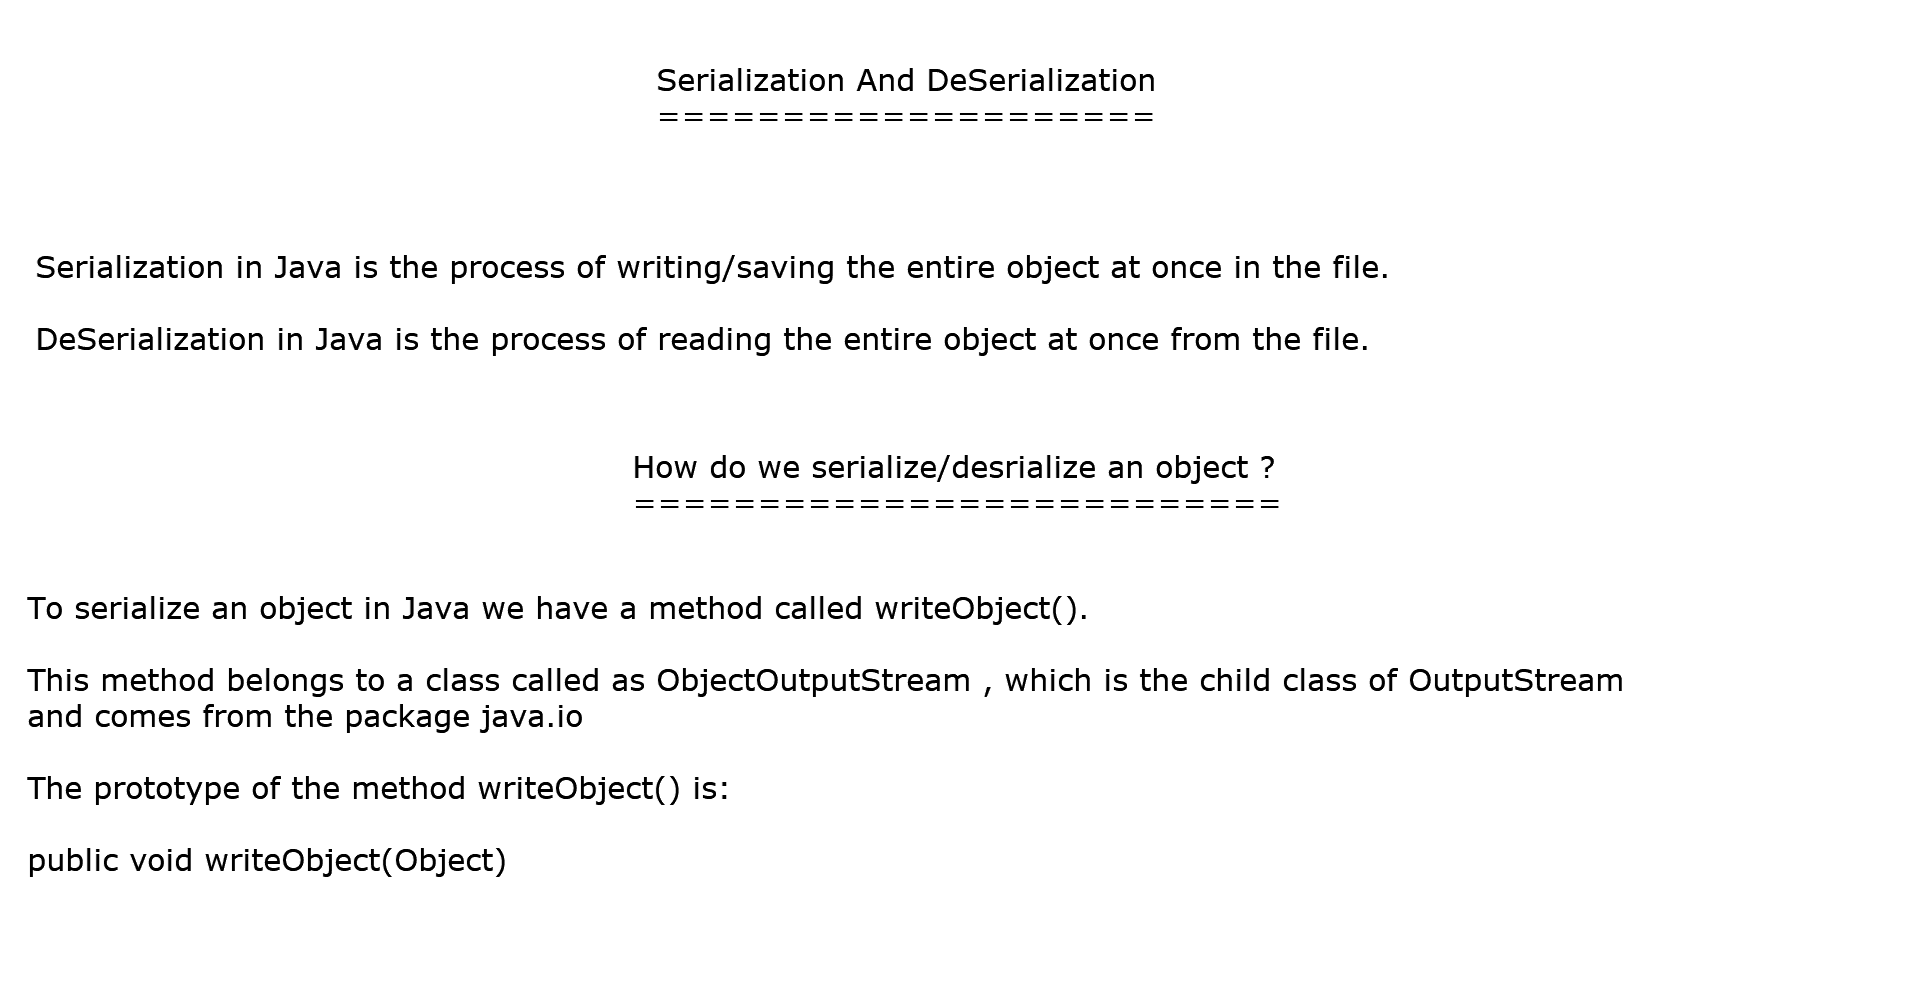 Serialization And DeSerialization
====================
Serialization in Java is the process of writing/saving the entire object at once in the file.
DeSerialization in Java is the process of reading the entire object at once from the file.
How do we serialize/desrialize an object ?
==========================
To serialize an object in Java we have a method called writeObject().
This method belongs to a class called as ObjectOutputStream , which is the child class of OutputStream
and comes from the package java.io
The prototype of the method writeObject() is:
public void writeObject(Object)